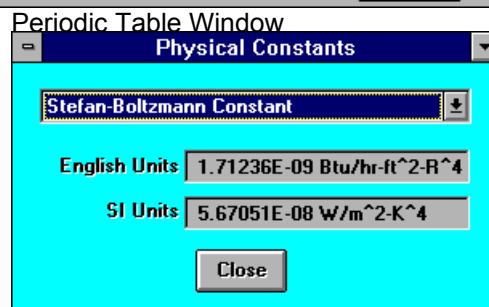 Periodic Table Window
Physical Constants
Stefan-Boltzmann Constant
English Units 1.71236E-09 Btu/hr-ft^2-R^4
SI Units 5.67051E-08 W/m^2-K^4
Close